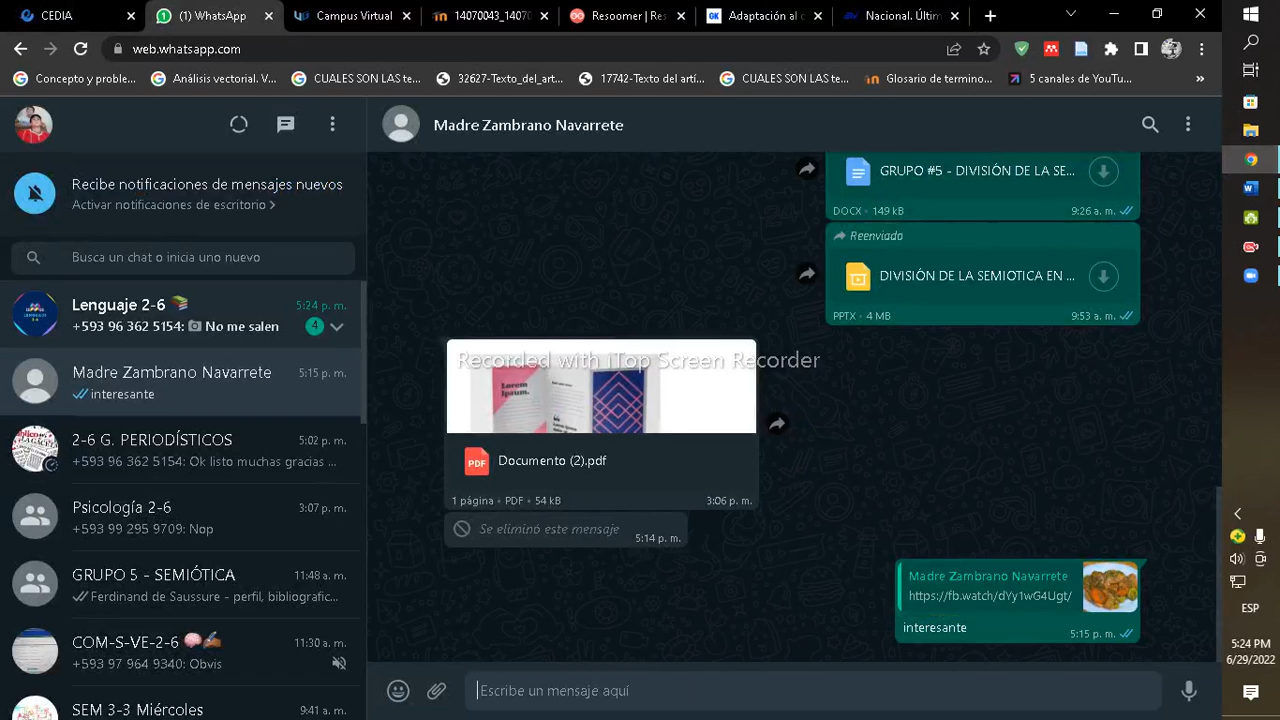 CEDIA
(1) WhatsApp
Campus Virtual
14070043_1407(
Resoomer | Res
Adaptación al c
Nacional. Últim
web.whatsapp.com
Concepto y proble...
Análisis vectorial. V...
CUALES SON LAS te...
32627-Texto_del_art...
17742-Texto del artí...
CUALES SON LAS te...
Glosario de termino...
5 canales de YouTu...
Madre Zambrano Navarrete
Recibe notificaciones de mensajes nuevos
Activar notificaciones de escritorio
Busca un chat o inicia uno nuevo
Lenguaje 2-6
5:24 p. m.
+593 96 362 5154: No me salen
4
Madre Zambrano Navarrete
5:15 p. m.
interesante
2-6 G. PERIODÍSTICOS
5:02 p. m.
+593 96 362 5154: Ok listo muchas gracias ...
Psicología 2-6
3:07 p. m.
+593 99 295 9709: Nop
GRUPO 5 - SEMIÓTICA
11:48 a. m.
Ferdinand de Saussure - perfil, bibliografic...
COM-S-VE-2-6
11:30 a. m.
+593 97 964 9340: Obvis
SEM 3-3 Miércoles
9:41 a. m.
GRUPO #5 - DIVISIÓN DE LA SE...
DOCX • 149 kB
9:26 a. m.
Reenviado
DIVISIÓN DE LA SEMIOTICA EN ...
PPTX • 4 MB
9:53 a. m.
Recorded with iTop Screen Recorder
Lorem
Ipsum.
PDF
Documento (2).pdf
1 página • PDF • 54 kB
3:06 p. m.
Se eliminó este mensaje
5:14 p. m.
Madre Zambrano Navarrete
https://fb.watch/dYy1wG4Ugt/
interesante
5:15 p. m.
Escribe un mensaje aquí
ESP
5:24 PM
6/29/2022